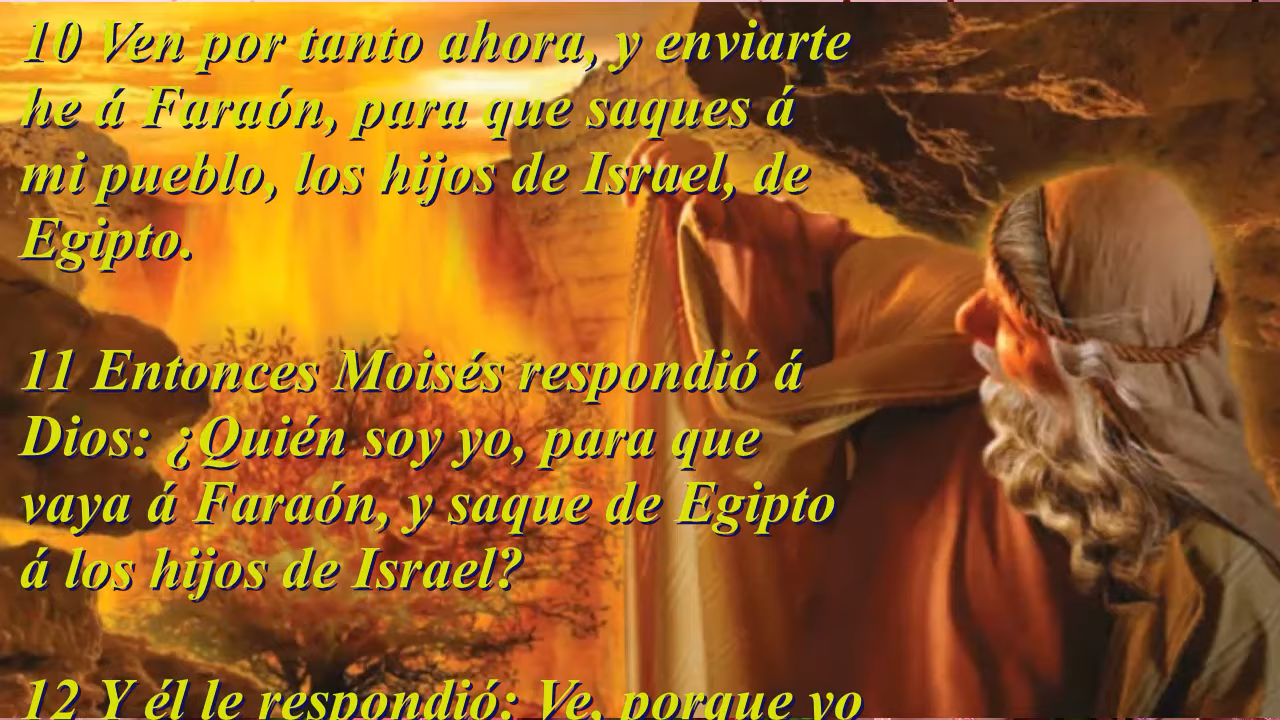 10 Ven por tanto ahora, y enviarte
he á Faraón, para que saques á
mi pueblo, los hijos de Israel, de
Egipto.
11 Entonces Moisés respondió á
Dios: ¿Quién soy yo, para que
vaya á Faraón, y saque de Egipto
á los hijos de Israel?
12 Y él le respondió: Ve, porque yo